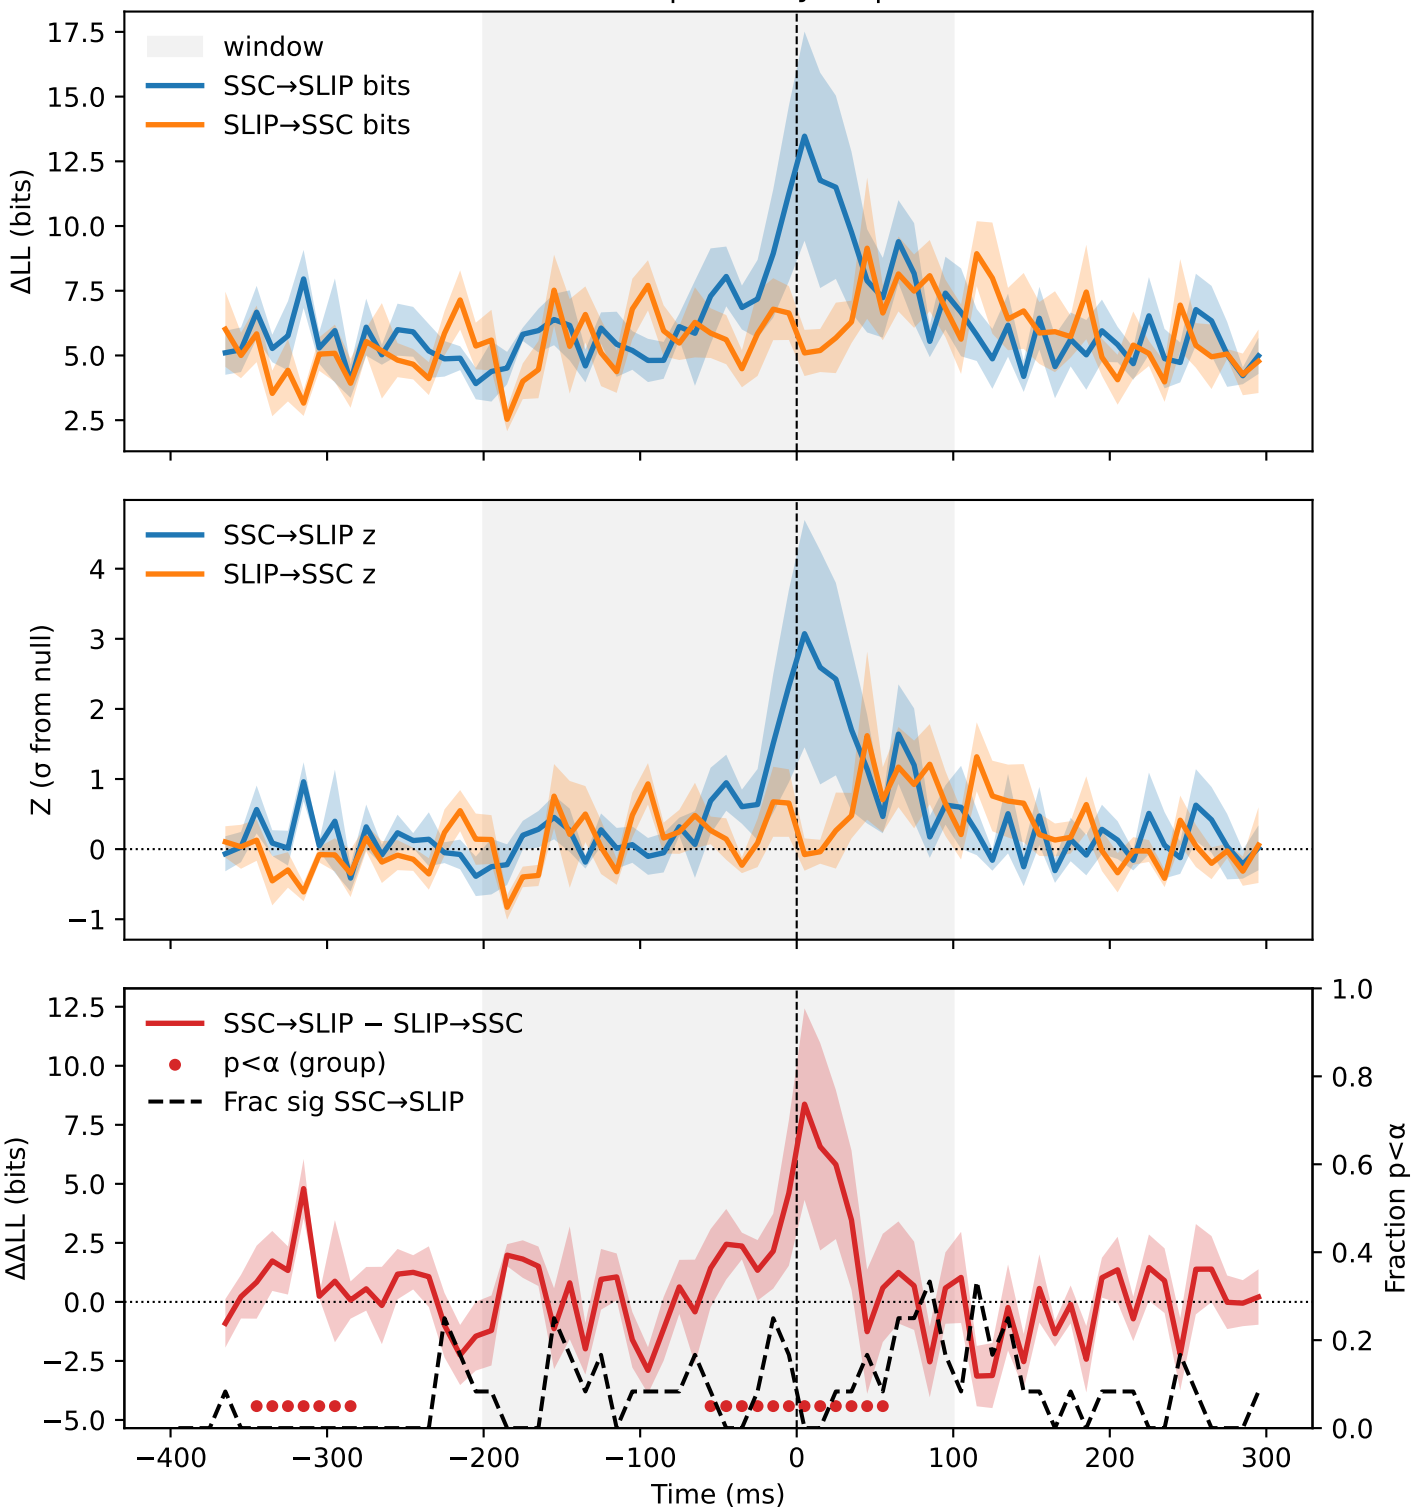 17.5
15.0
12.5
10.0
7.5
5.0
2.5
ΔLL (bits)
window
SSC→SLIP bits
SLIP→SSC bits
4
3
2
1
0
−1
Z (σ from null)
SSC→SLIP z
SLIP→SSC z
12.5
10.0
7.5
5.0
2.5
0.0
−2.5
−5.0
ΔΔLL (bits)
SSC→SLIP − SLIP→SSC
p<α (group)
Frac sig SSC→SLIP
1.0
0.8
0.6
0.4
0.2
0.0
Fraction p<α
−400 −300 −200 −100 0 100 200 300
Time (ms)